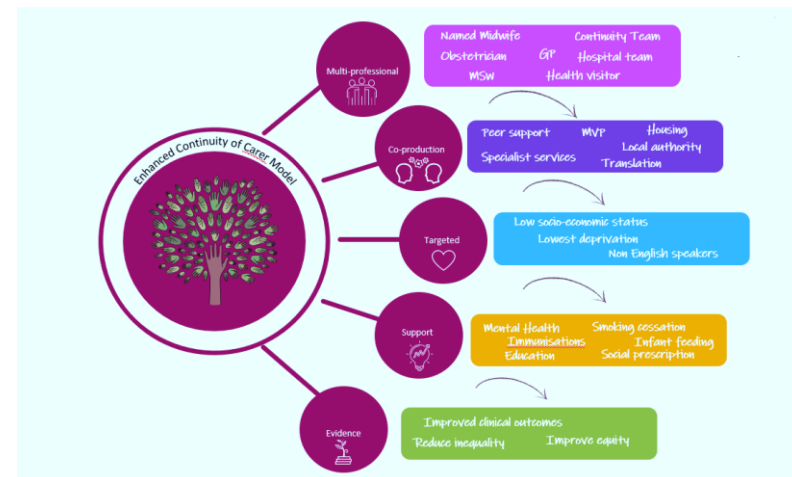 Enhanced Continuity of Carer Model
Multi-professional
Named Midwife Continuity Team
Obstetrician GP Hospital team
MSW Health visitor
Co-production
Peer support MVP Housing
Local authority
Specialist services Translation
Targeted
Low socio-economic status
Lowest deprivation
Non English speakers
Support
Mental Health Smoking cessation
Immunisations Infant feeding
Education Social prescription
Evidence
Improved clinical outcomes
Reduce inequality Improve equity